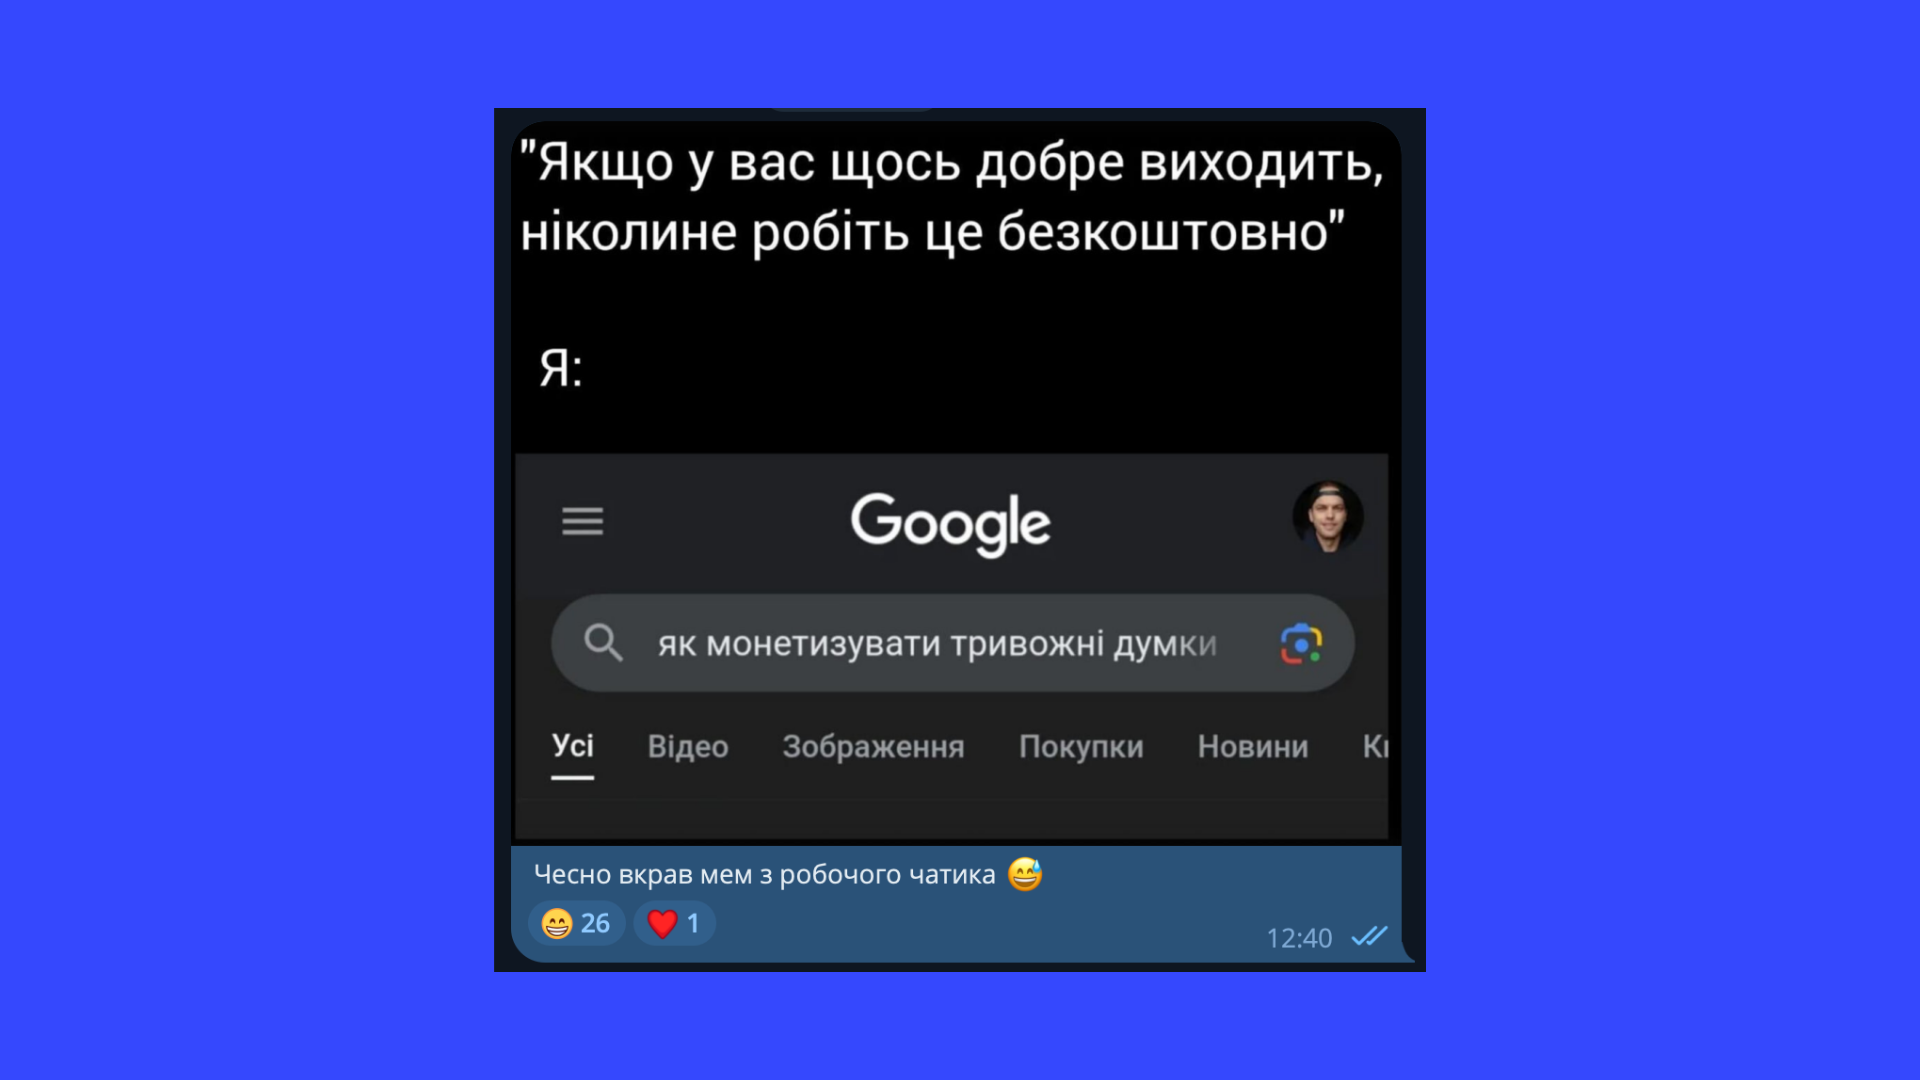 "Якщо у вас щось добре виходить,
ніколине робіть це безкоштовно"
Я:
Google
як монетизувати тривожні думки
Усі Відео Зображення Покупки Новини
Чесно вкрав мем з робочого чатика 😅
😁 26 ❤️ 1
12:40